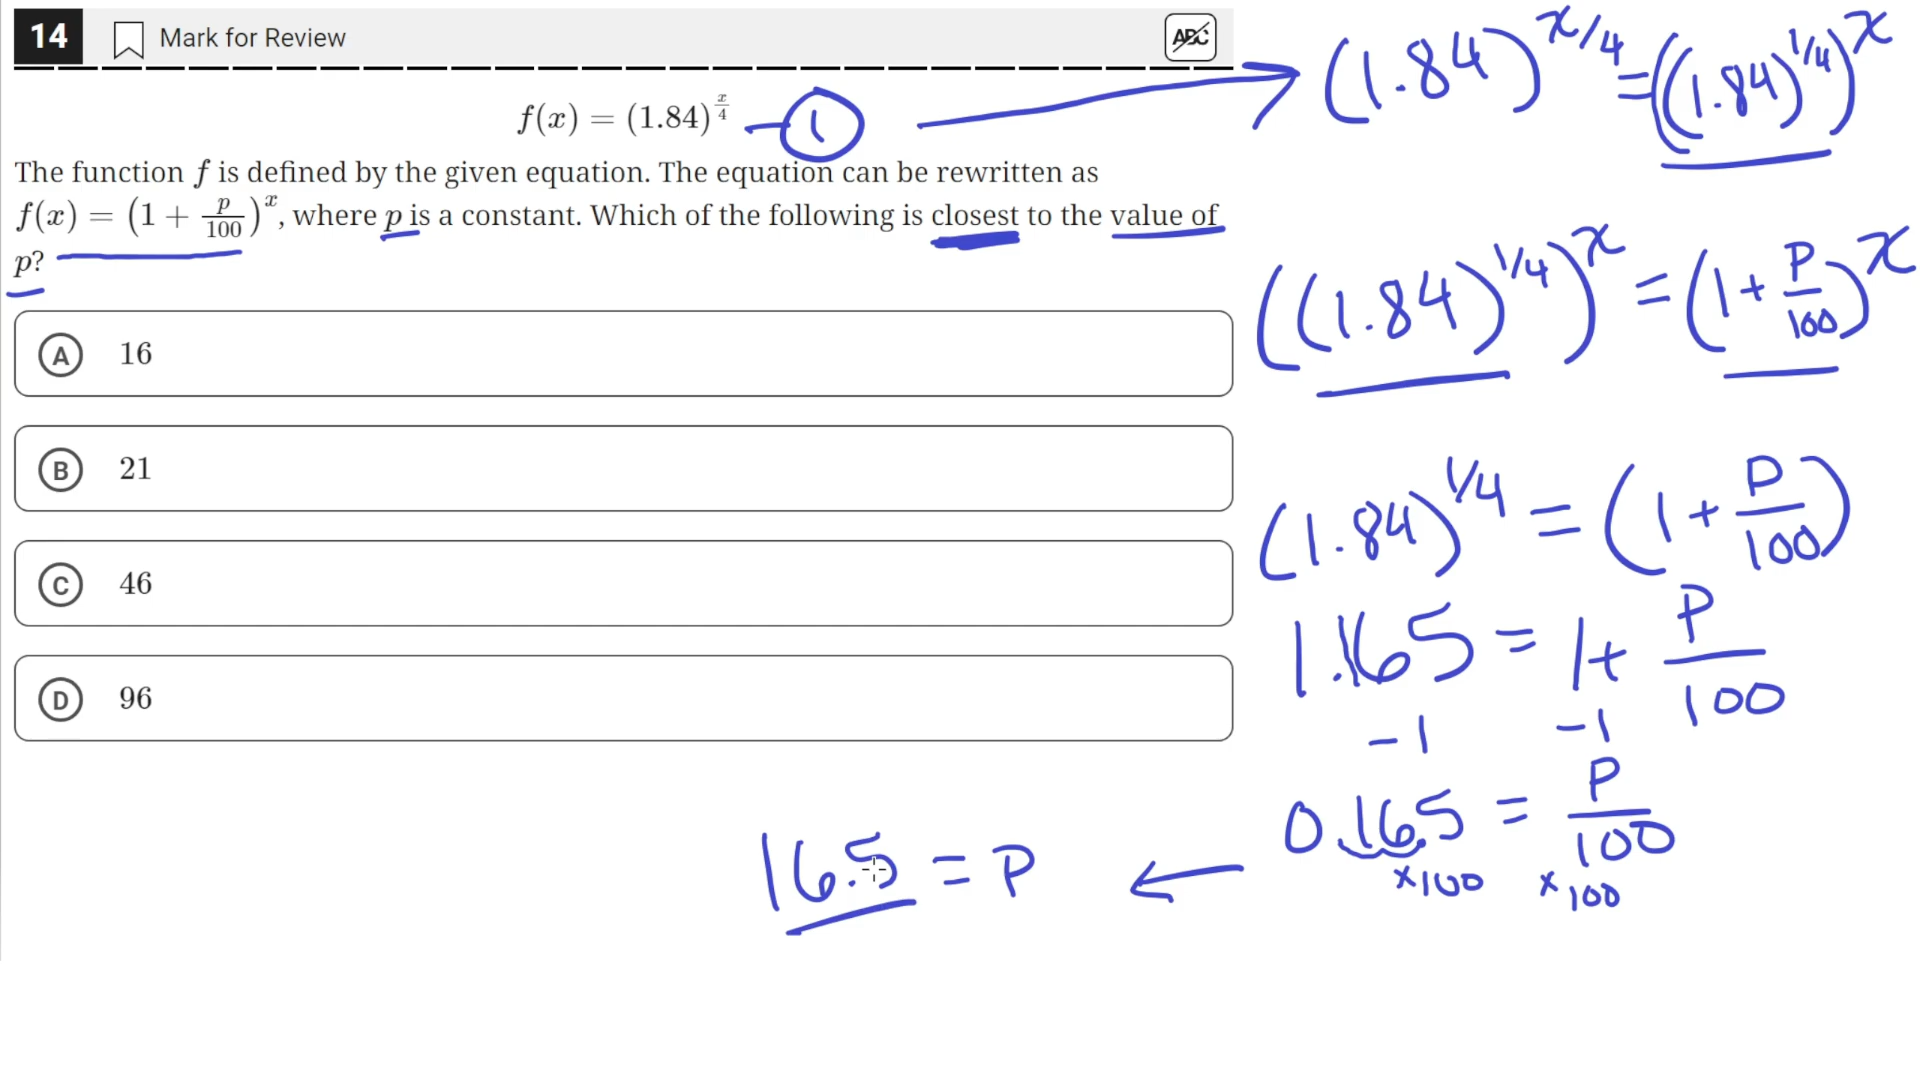 14 Mark for Review ABC
f(x) = (1.84)^(x/4) — 1
The function f is defined by the given equation. The equation can be rewritten as
f(x) = (1 + p/100)^x, where p is a constant. Which of the following is closest to the value of
p?
A 16
B 21
C 46
D 96
(1.84)^(x/4) = ((1.84)^(1/4))^x
((1.84)^(1/4))^x = (1 + P/100)^x
(1.84)^(1/4) = (1 + P/100)
1.165 = 1 + P/100
-1 -1
0.165 = P/100
×100 ×100
16.5 = P